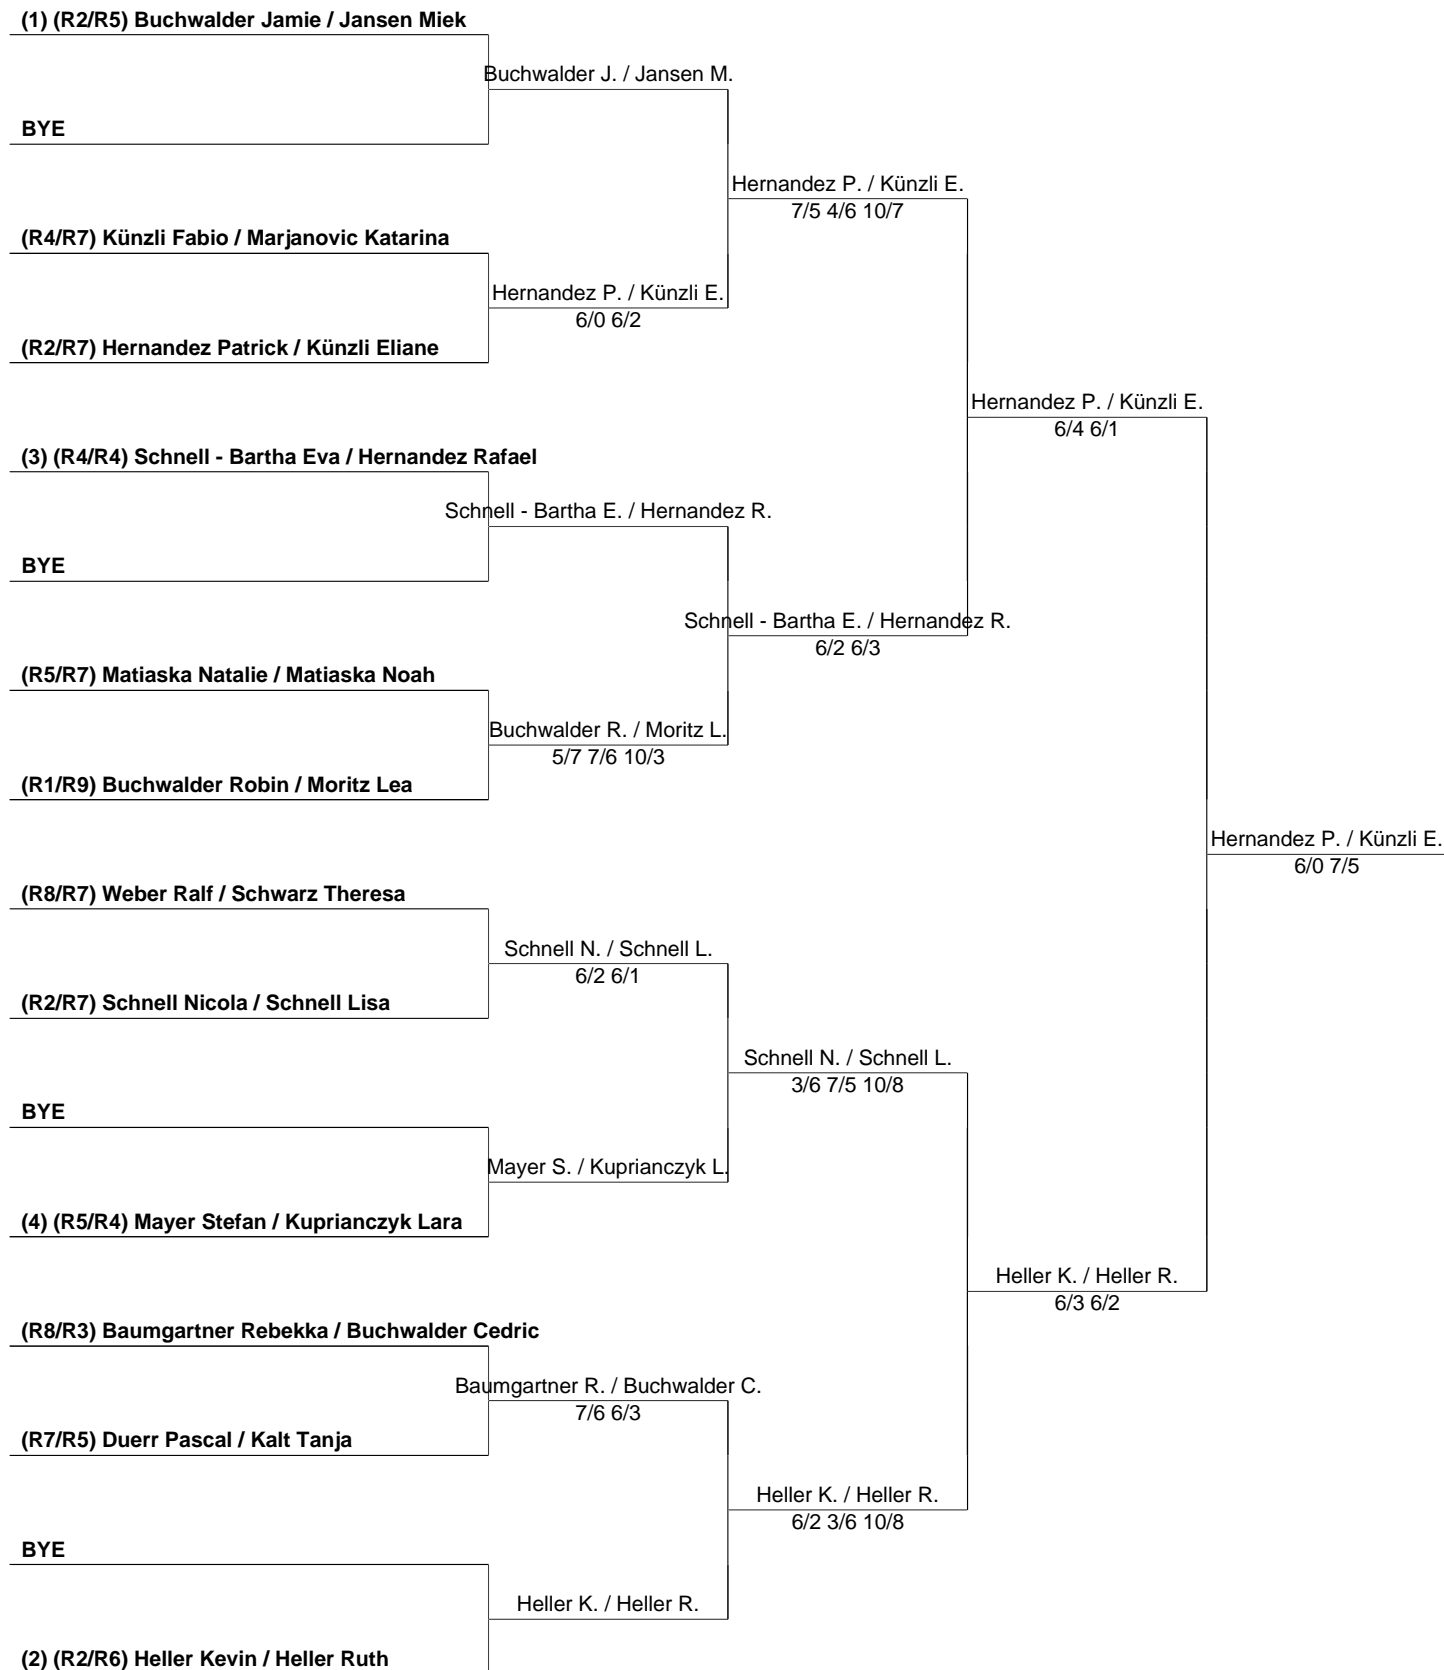 (1) (R2/R5) Buchwalder Jamie / Jansen Miek
Buchwalder J. / Jansen M.
BYE
Hernandez P. / Künzli E.
7/5 4/6 10/7
(R4/R7) Künzli Fabio / Marjanovic Katarina
Hernandez P. / Künzli E.
6/0 6/2
(R2/R7) Hernandez Patrick / Künzli Eliane
Hernandez P. / Künzli E.
6/4 6/1
(3) (R4/R4) Schnell - Bartha Eva / Hernandez Rafael
Schnell - Bartha E. / Hernandez R.
BYE
Schnell - Bartha E. / Hernandez R.
6/2 6/3
(R5/R7) Matiaska Natalie / Matiaska Noah
Buchwalder R. / Moritz L.
5/7 7/6 10/3
(R1/R9) Buchwalder Robin / Moritz Lea
Hernandez P. / Künzli E.
6/0 7/5
(R8/R7) Weber Ralf / Schwarz Theresa
Schnell N. / Schnell L.
6/2 6/1
(R2/R7) Schnell Nicola / Schnell Lisa
Schnell N. / Schnell L.
3/6 7/5 10/8
BYE
Mayer S. / Kuprianczyk L.
(4) (R5/R4) Mayer Stefan / Kuprianczyk Lara
Heller K. / Heller R.
6/3 6/2
(R8/R3) Baumgartner Rebekka / Buchwalder Cedric
Baumgartner R. / Buchwalder C.
7/6 6/3
(R7/R5) Duerr Pascal / Kalt Tanja
Heller K. / Heller R.
6/2 3/6 10/8
BYE
Heller K. / Heller R.
(2) (R2/R6) Heller Kevin / Heller Ruth